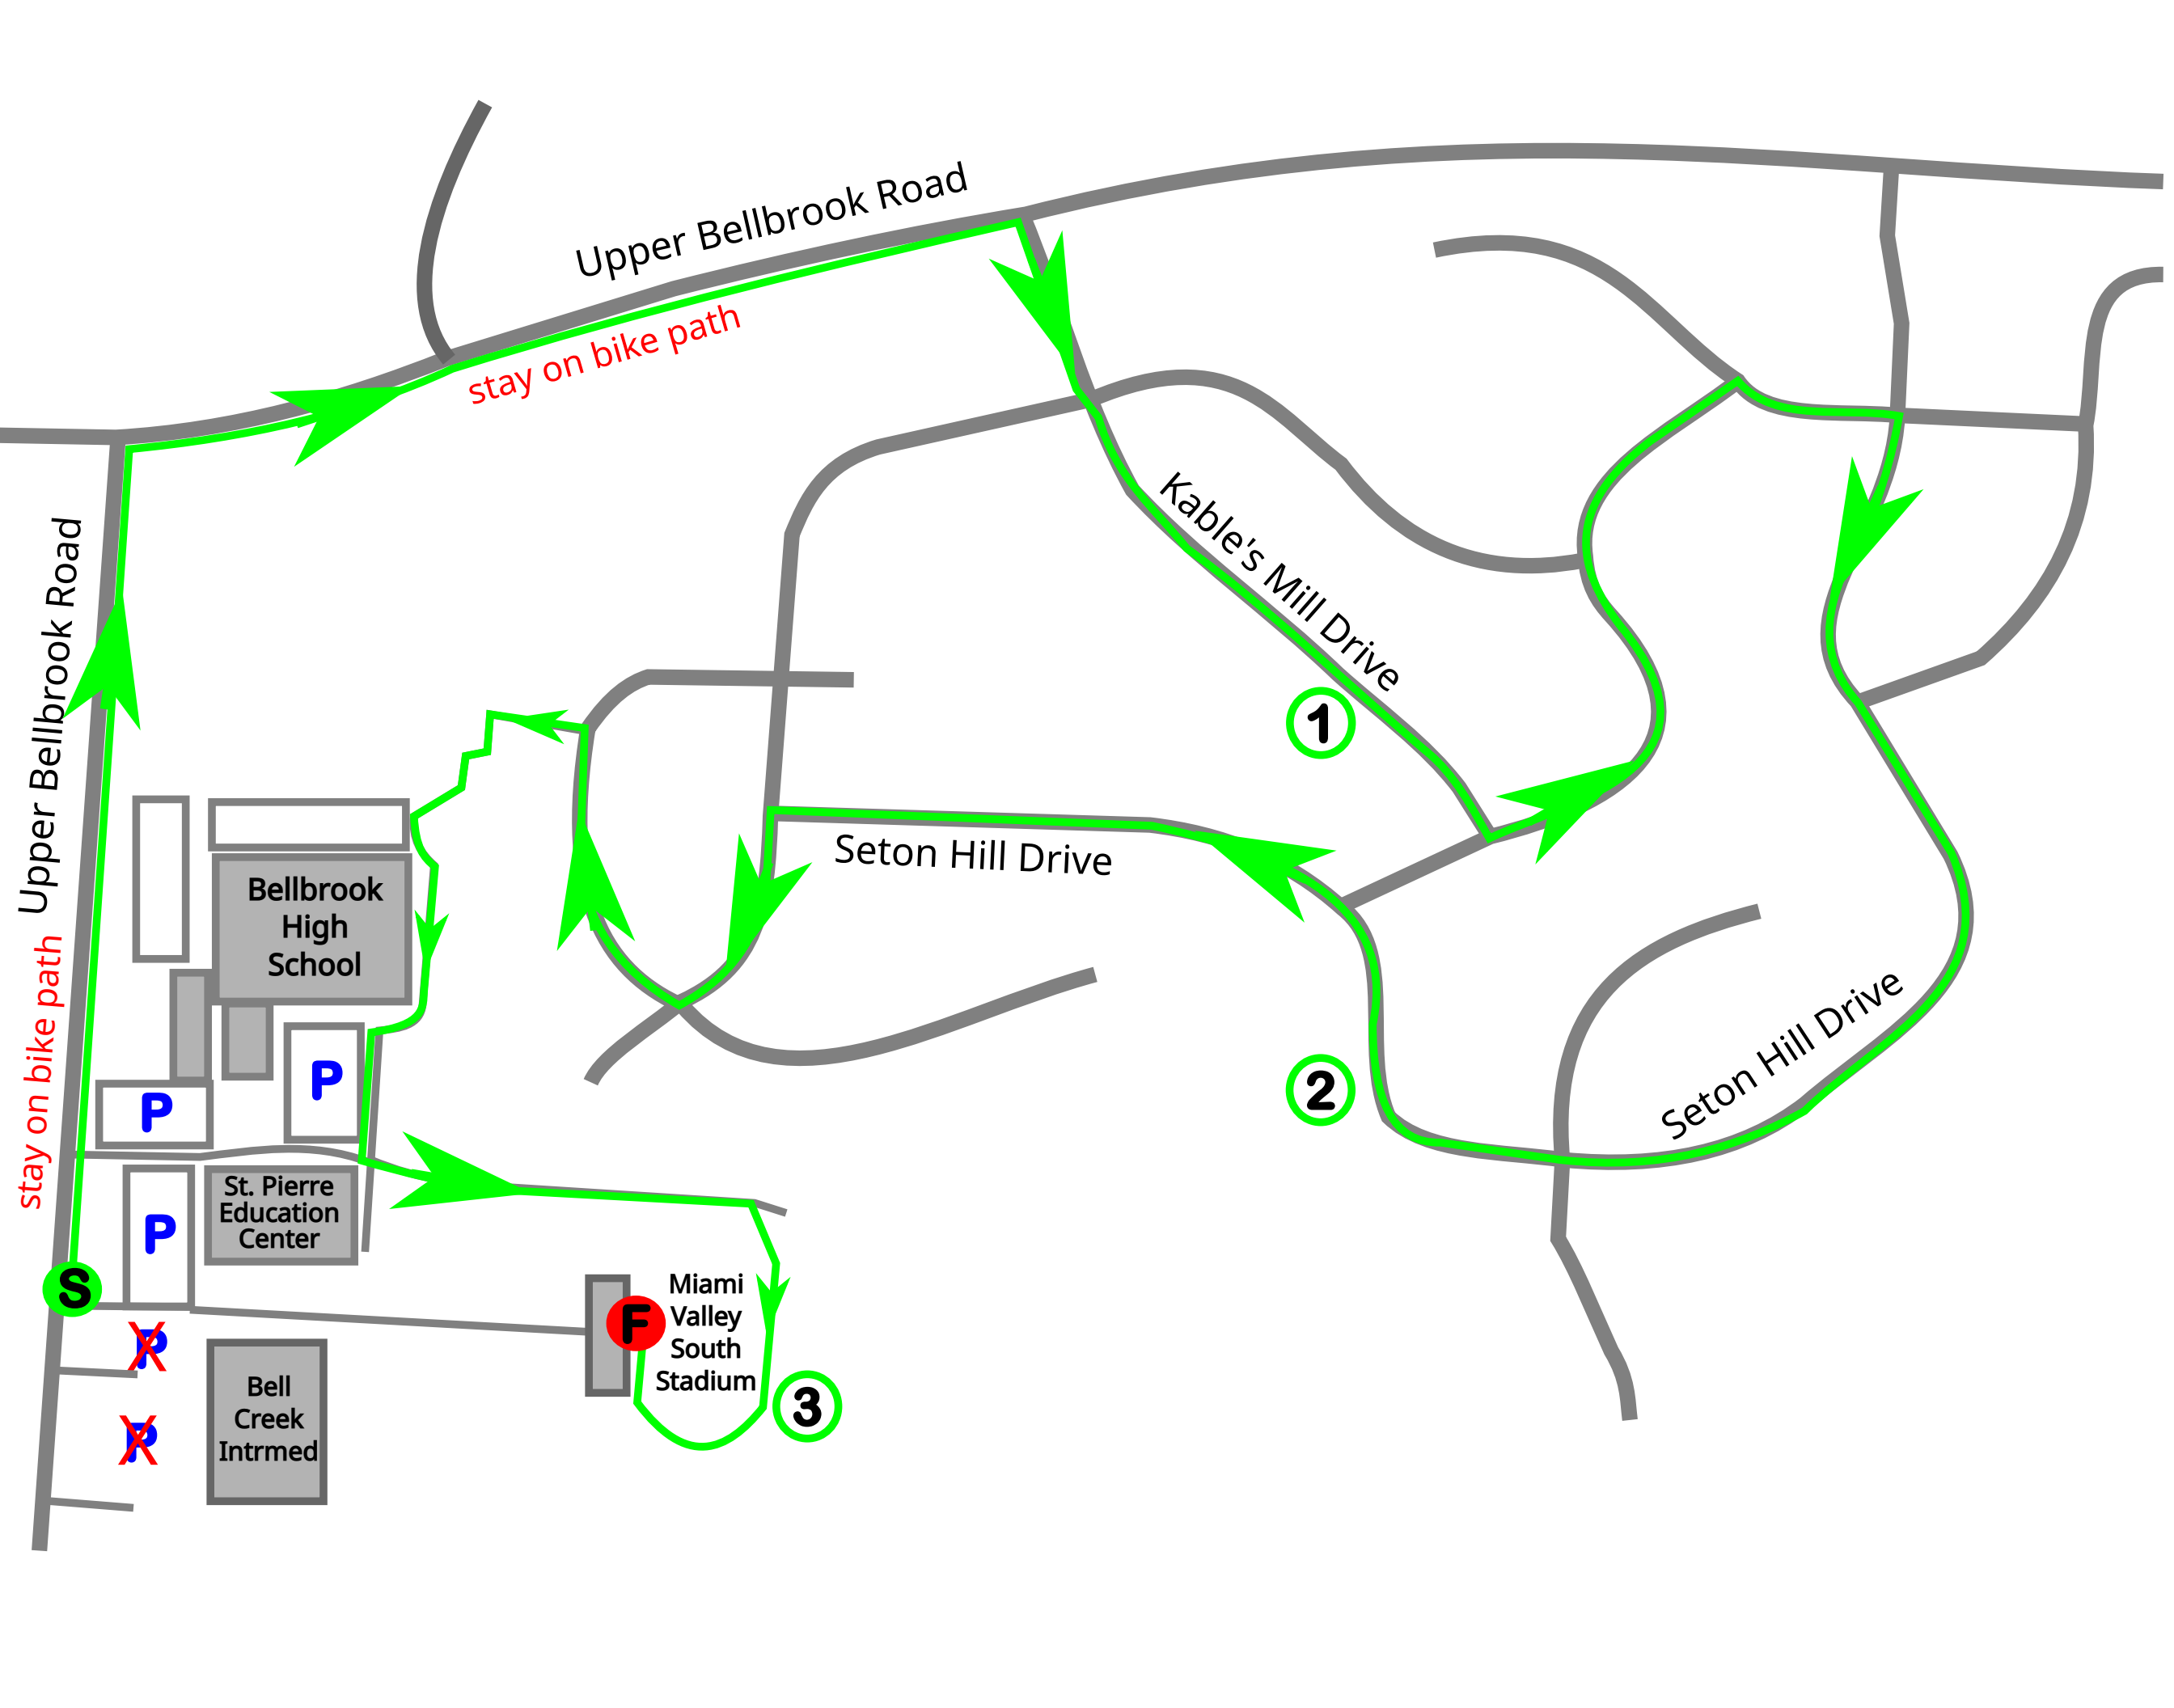 Upper Bellbrook Road
stay on bike path
Upper Bellbrook Road
stay on bike path
Kable's Mill Drive
1
Seton Hill Drive
2
Seton Hill Drive
Bellbrook
High
School
P
P
St. Pierre
Education
Center
P
S
P
X
P
X
Bell
Creek
Intrmed
F
Miami
Valley
South
Stadium
3